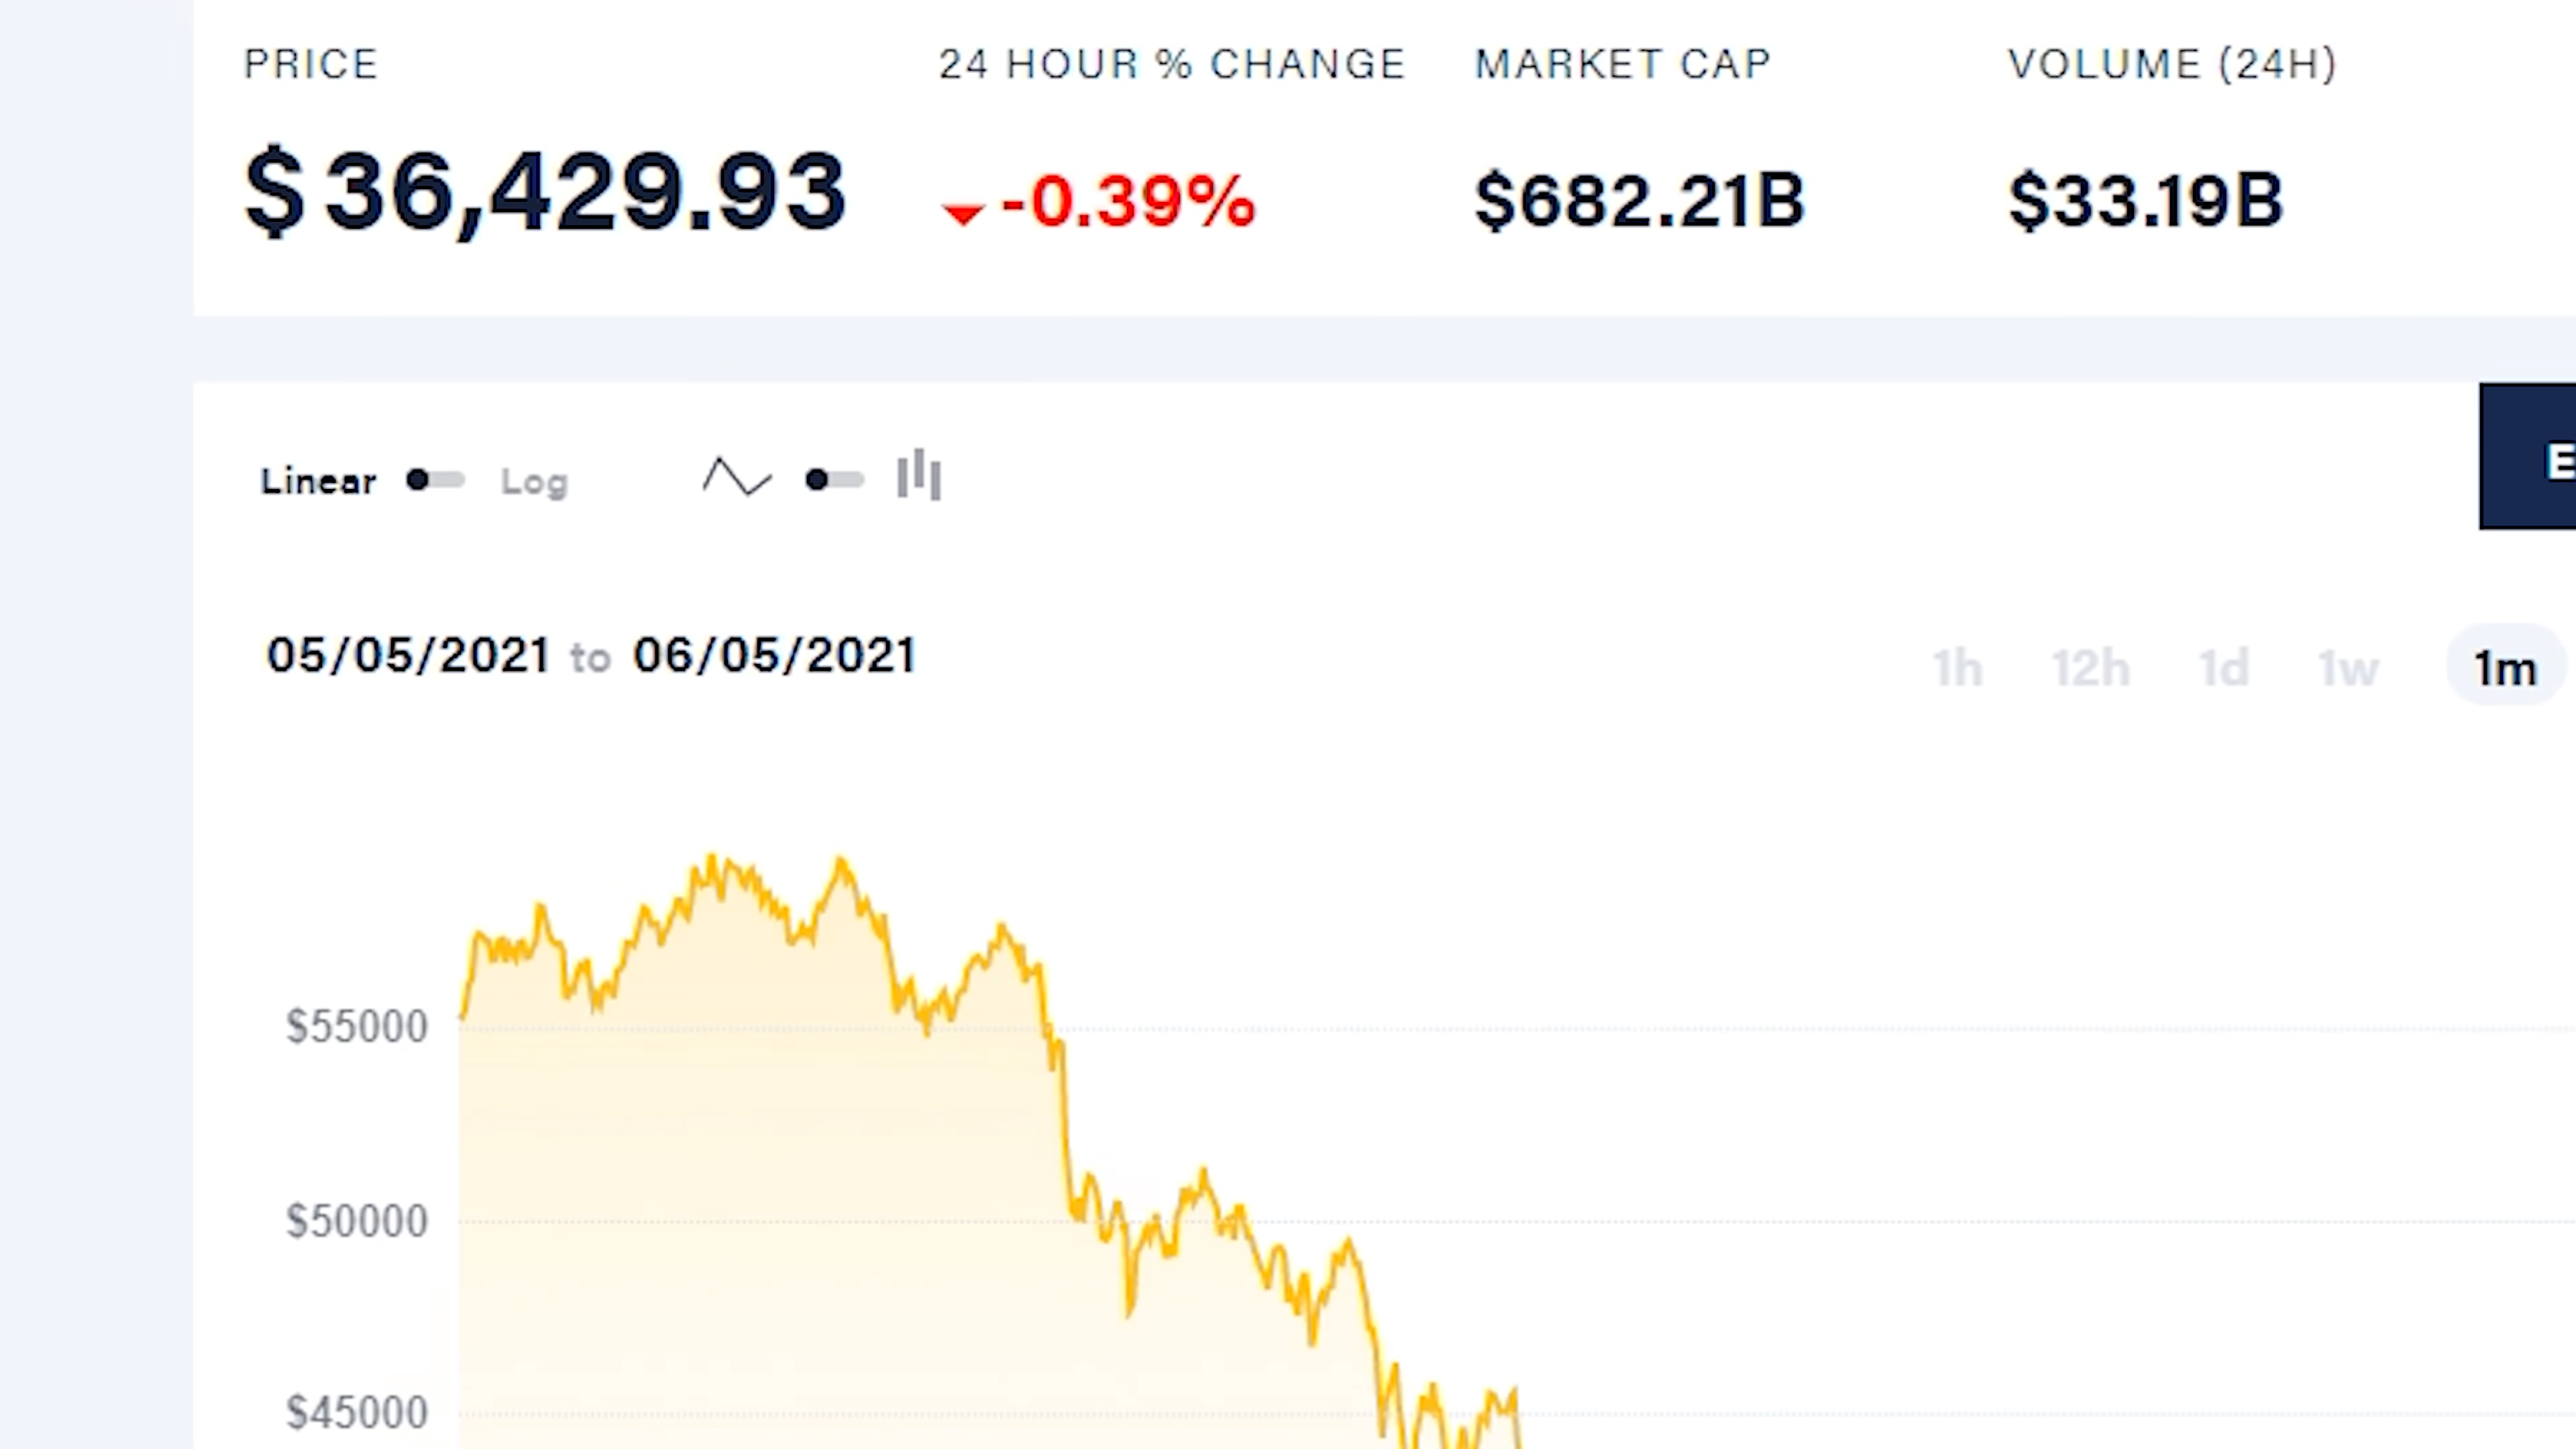 PRICE 24 HOUR % CHANGE MARKET CAP VOLUME (24H)
$36,429.93 -0.39% $682.21B $33.19B
Linear Log
E
05/05/2021 to 06/05/2021 1h 12h 1d 1w 1m
$55000
$50000
$45000